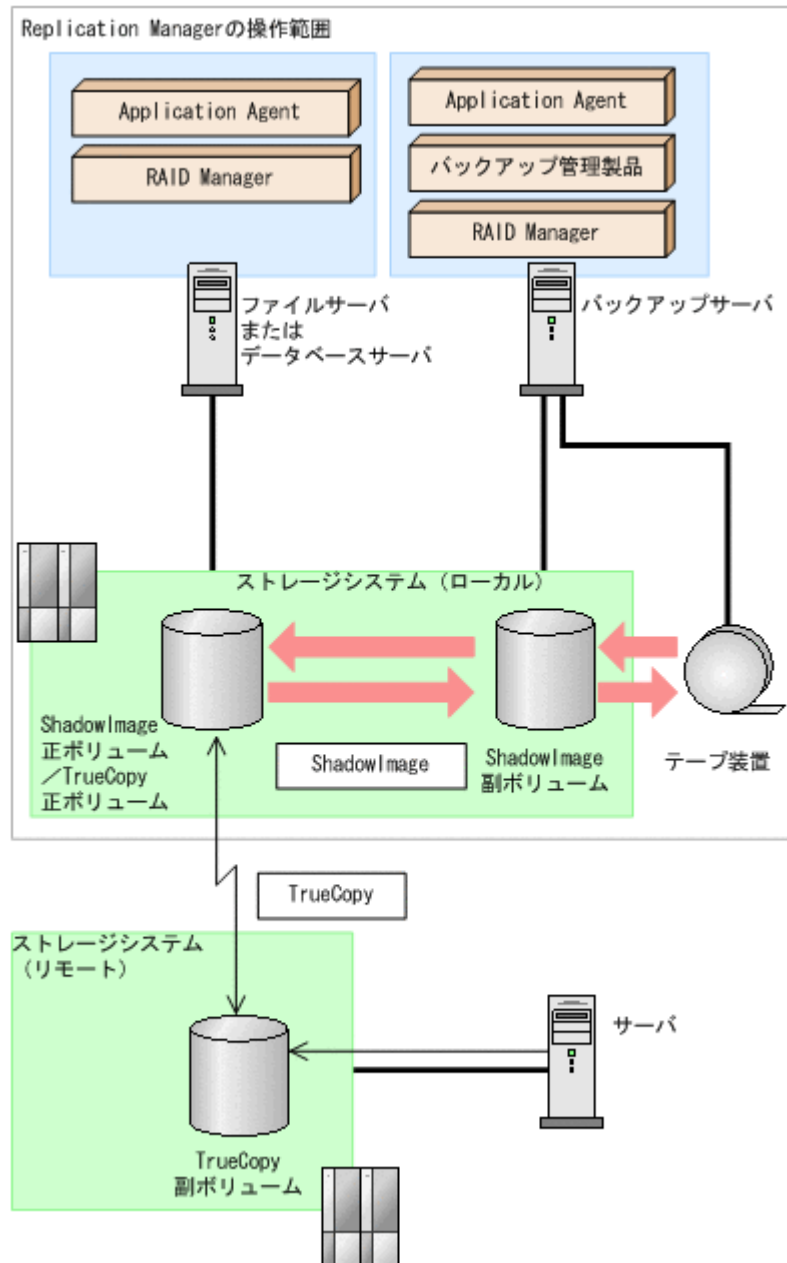 Replication Managerの操作範囲
Application Agent
RAID Manager
Application Agent
バックアップ管理製品
RAID Manager
ファイルサーバ
または
データベースサーバ
バックアップサーバ
ストレージシステム（ローカル）
ShadowImage
正ボリューム
／TrueCopy
正ボリューム
ShadowImage
ShadowImage
副ボリューム
テープ装置
TrueCopy
ストレージシステム
（リモート）
サーバ
TrueCopy
副ボリューム